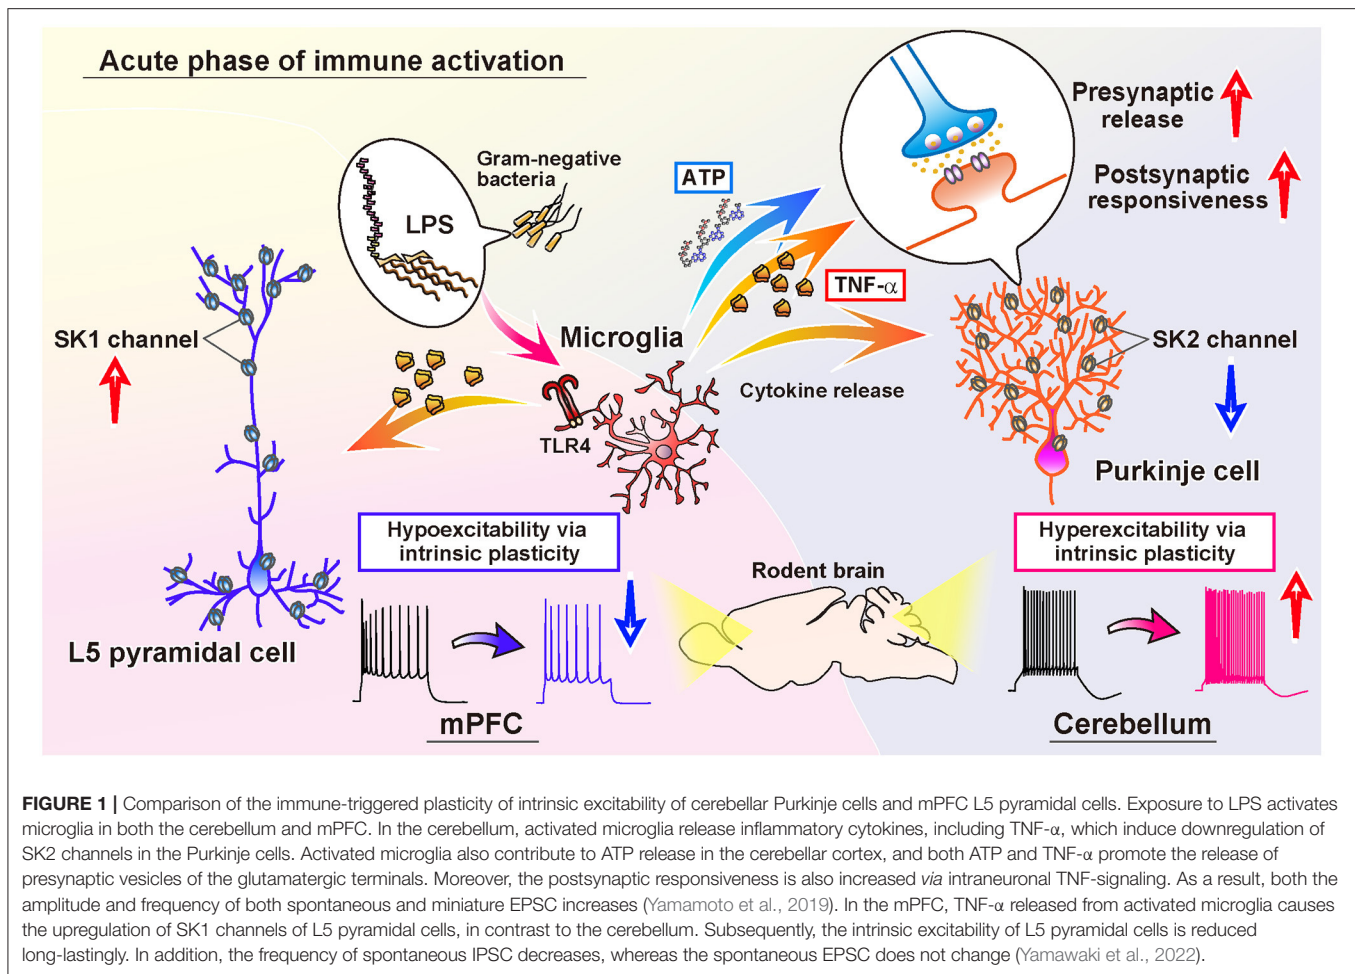 Acute phase of immune activation
Gram-negative
bacteria
LPS
ATP
Presynaptic
release
Postsynaptic
responsiveness
TNF-α
SK1 channel
Microglia
SK2 channel
Cytokine release
TLR4
Purkinje cell
Hypoexcitability via
intrinsic plasticity
Hyperexcitability via
intrinsic plasticity
Rodent brain
L5 pyramidal cell
mPFC
Cerebellum
FIGURE 1 | Comparison of the immune-triggered plasticity of intrinsic excitability of cerebellar Purkinje cells and mPFC L5 pyramidal cells. Exposure to LPS activates
microglia in both the cerebellum and mPFC. In the cerebellum, activated microglia release inflammatory cytokines, including TNF-α, which induce downregulation of
SK2 channels in the Purkinje cells. Activated microglia also contribute to ATP release in the cerebellar cortex, and both ATP and TNF-α promote the release of
presynaptic vesicles of the glutamatergic terminals. Moreover, the postsynaptic responsiveness is also increased via intraneuronal TNF-signaling. As a result, both the
amplitude and frequency of both spontaneous and miniature EPSC increases (Yamamoto et al., 2019). In the mPFC, TNF-α released from activated microglia causes
the upregulation of SK1 channels of L5 pyramidal cells, in contrast to the cerebellum. Subsequently, the intrinsic excitability of L5 pyramidal cells is reduced
long-lastingly. In addition, the frequency of spontaneous IPSC decreases, whereas the spontaneous EPSC does not change (Yamawaki et al., 2022).